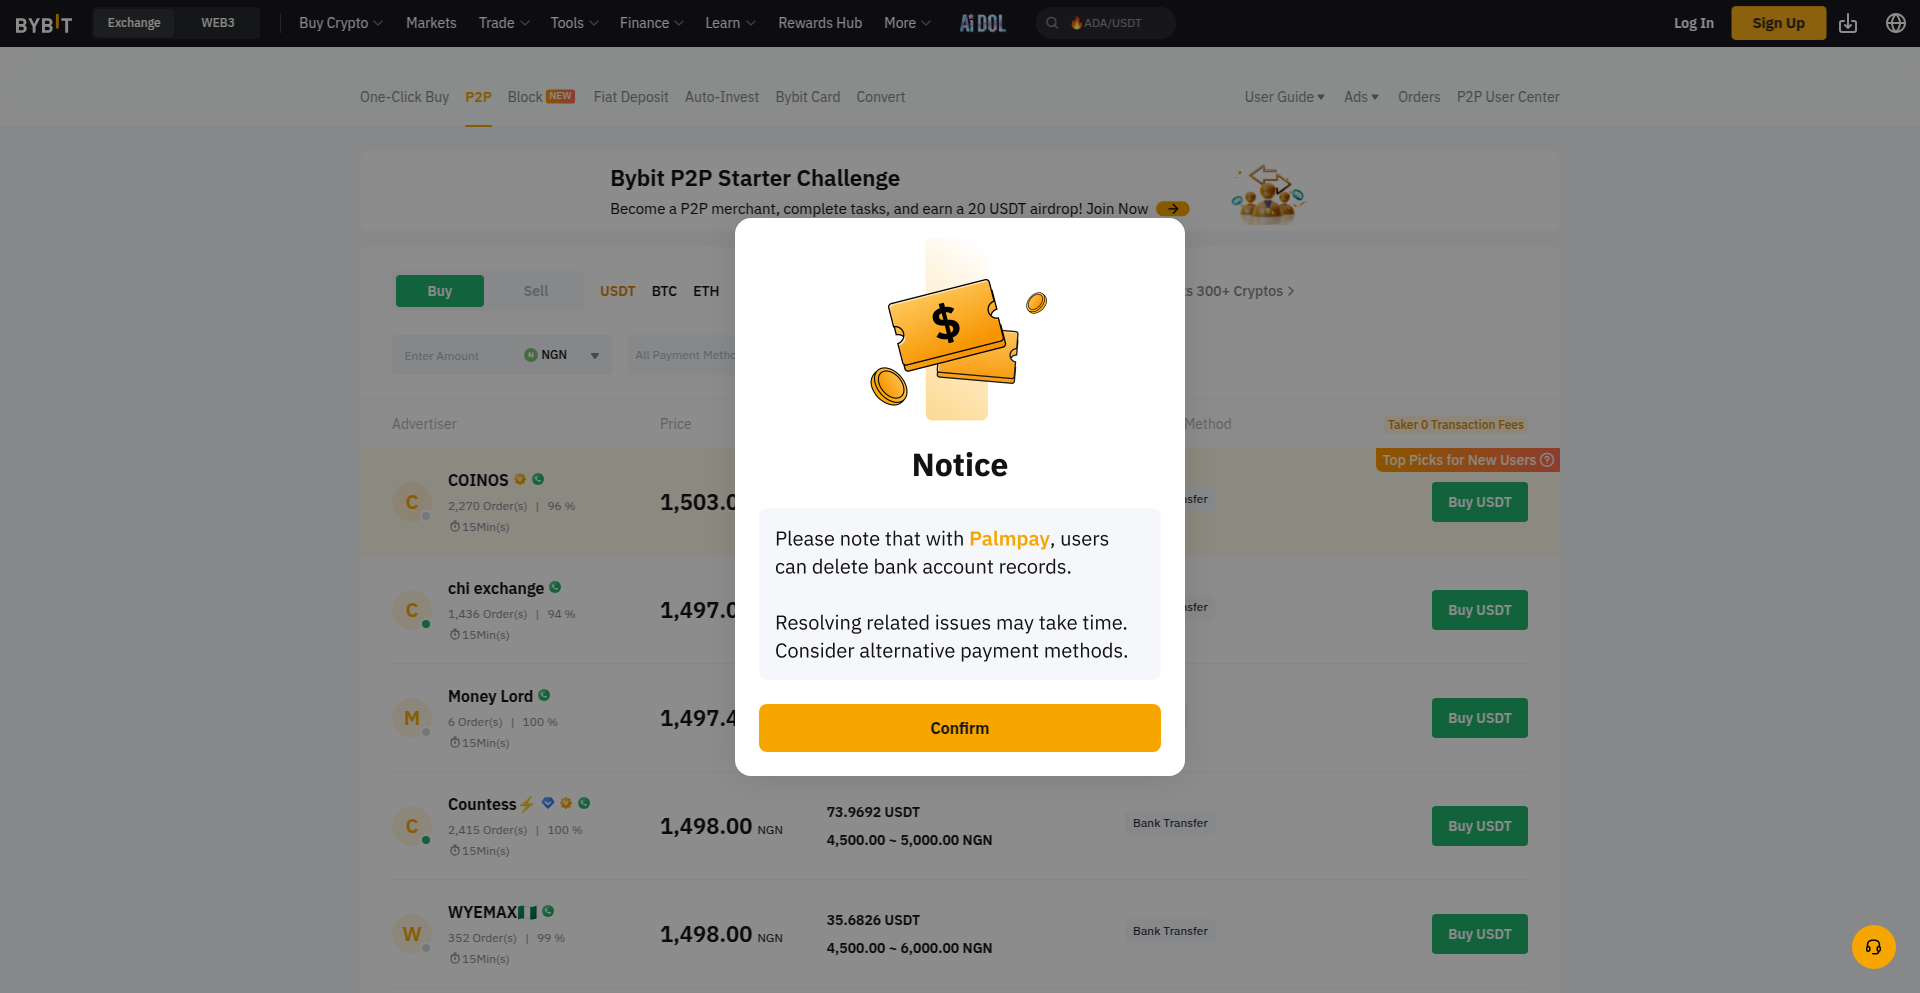 BYBIT Exchange WEB3 Buy Crypto Markets Trade Tools Finance Learn Rewards Hub More AiDOL ADA/USDT Log In Sign Up
One-Click Buy P2P Block NEW Fiat Deposit Auto-Invest Bybit Card Convert User Guide Ads Orders P2P User Center
Bybit P2P Starter Challenge
Become a P2P merchant, complete tasks, and earn a 20 USDT airdrop! Join Now
Buy Sell USDT BTC ETH 300+ Cryptos
Enter Amount NGN All Payment
Advertiser Price Method Taker 0 Transaction Fees
Top Picks for New Users
COINOS
C
2,270 Order(s) | 96 %
15Min(s)
1,503.0
Buy USDT
chi exchange
C
1,436 Order(s) | 94 %
15Min(s)
1,497.0
Buy USDT
Money Lord
M
6 Order(s) | 100 %
15Min(s)
1,497.4
Buy USDT
Countess
C
2,415 Order(s) | 100 %
15Min(s)
1,498.00 NGN
73.9692 USDT
4,500.00 ~ 5,000.00 NGN
Bank Transfer
Buy USDT
WYEMAX
W
352 Order(s) | 99 %
15Min(s)
1,498.00 NGN
35.6826 USDT
4,500.00 ~ 6,000.00 NGN
Bank Transfer
Buy USDT
$
Notice
Please note that with Palmpay, users
can delete bank account records.
Resolving related issues may take time.
Consider alternative payment methods.
Confirm